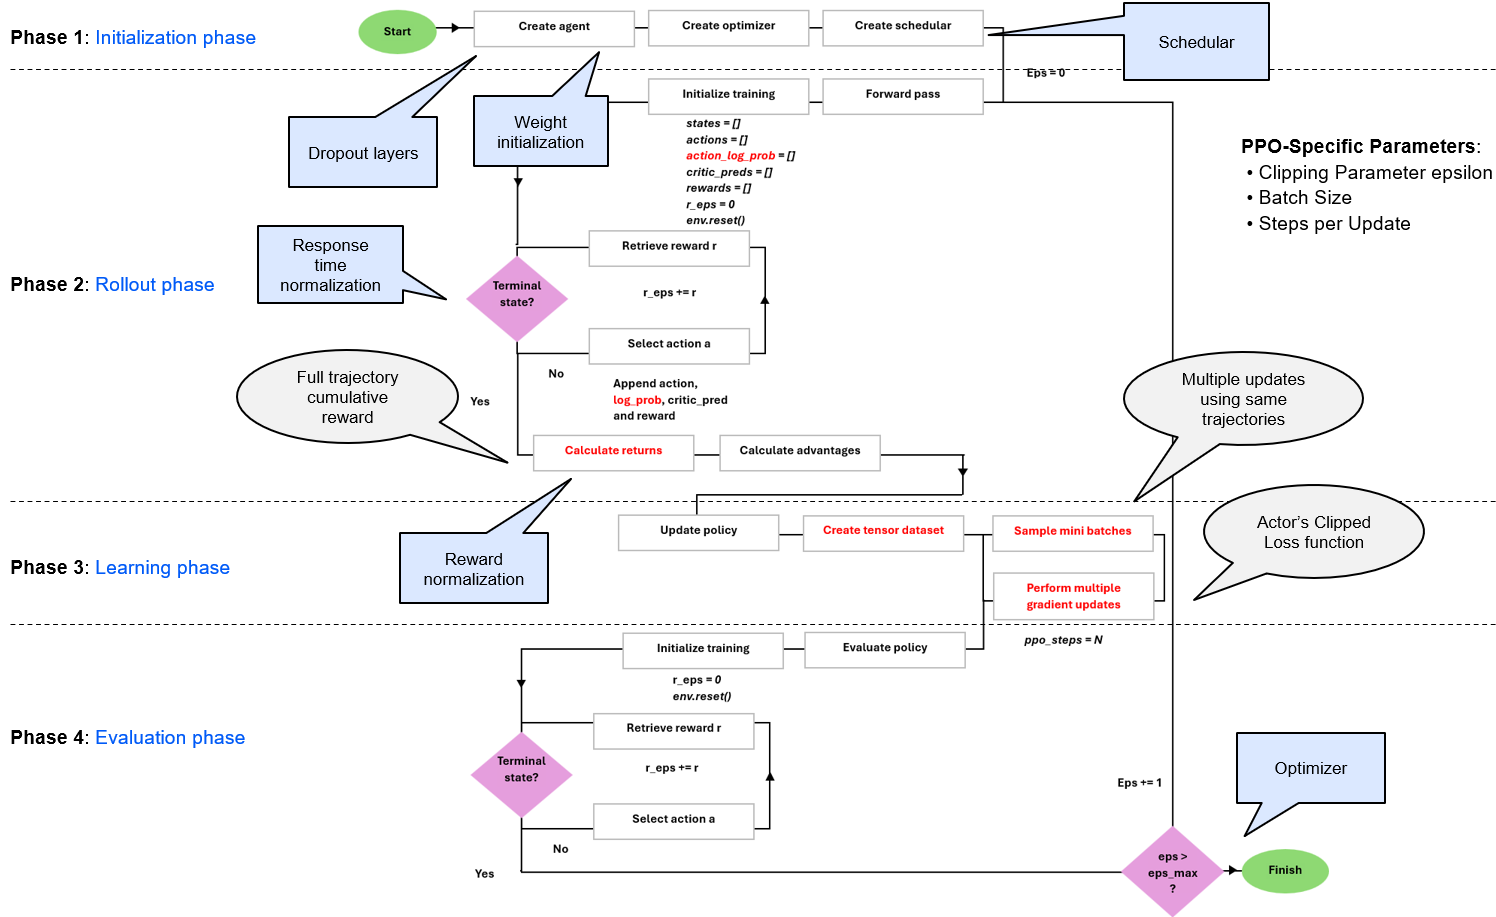 Phase 1: Initialization phase
Start
Create agent
Create optimizer
Create schedular
Schedular
Eps = 0
Dropout layers
Weight
initialization
Initialize training
Forward pass
states = []
actions = []
action_log_prob = []
critic_preds = []
rewards = []
r_eps = 0
env.reset()
PPO-Specific Parameters:
• Clipping Parameter epsilon
• Batch Size
• Steps per Update
Phase 2: Rollout phase
Response
time
normalization
Retrieve reward r
Terminal
state?
r_eps += r
Select action a
No
Append action,
log_prob, critic_pred
and reward
Yes
Full trajectory
cumulative
reward
Multiple updates
using same
trajectories
Calculate returns
Calculate advantages
Phase 3: Learning phase
Reward
normalization
Update policy
Create tensor dataset
Sample mini batches
Perform multiple
gradient updates
Actor’s Clipped
Loss function
ppo_steps = N
Phase 4: Evaluation phase
Initialize training
Evaluate policy
r_eps = 0
env.reset()
Retrieve reward r
Terminal
state?
r_eps += r
Select action a
No
Yes
Eps += 1
Optimizer
eps >
eps_max
?
Finish